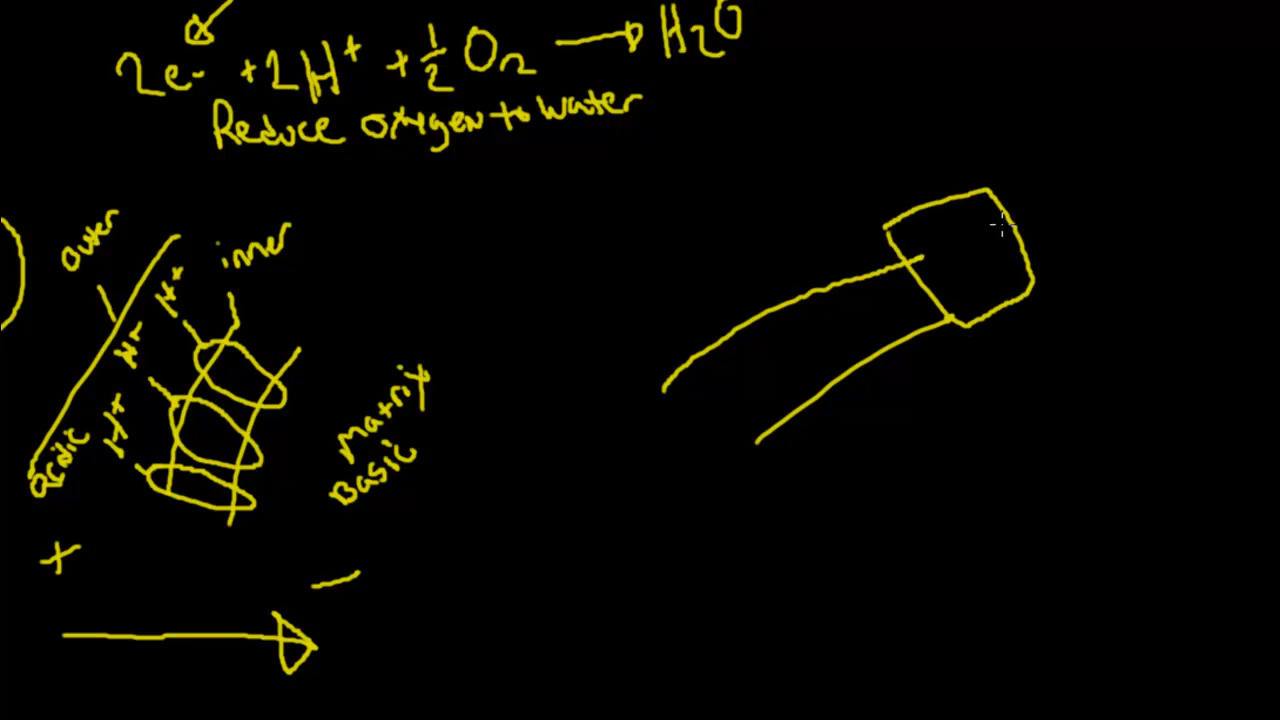 2e- + 2H+ + ½ O2 → H2O
Reduce oxygen to water
outer
inner
H+
H+
H+
acidic
Matrix
Basic
+
-